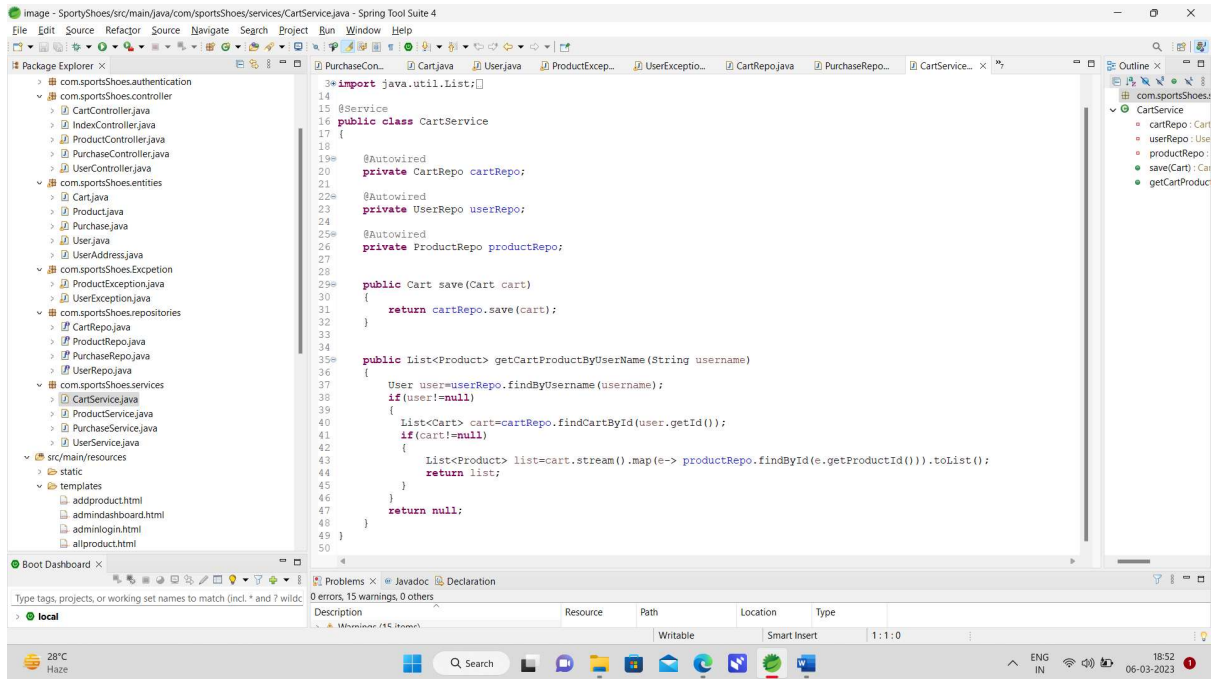 image - SportyShoes/src/main/java/com/sportsShoes/services/CartService.java - Spring Tool Suite 4
File Edit Source Refactor Source Navigate Search Project Run Window Help
Package Explorer
com.sportsShoes.authentication
com.sportsShoes.controller
CartController.java
IndexController.java
ProductController.java
PurchaseController.java
UserController.java
com.sportsShoes.entities
Cart.java
Product.java
Purchase.java
User.java
UserAddress.java
com.sportsShoes.Excpetion
ProductException.java
UserException.java
com.sportsShoes.repositories
CartRepo.java
ProductRepo.java
PurchaseRepo.java
UserRepo.java
com.sportsShoes.services
CartService.java
ProductService.java
PurchaseService.java
UserService.java
src/main/resources
static
templates
addproduct.html
admindashboard.html
adminlogin.html
allproduct.html
Boot Dashboard
Type tags, projects, or working set names to match (incl. * and ? wildc
local
PurchaseCon... Cart.java User.java ProductExcep... UserExceptio... CartRepo.java PurchaseRepo... CartService... 7
3 import java.util.List;
14
15 @Service
16 public class CartService
17 {
18
19 @Autowired
20 private CartRepo cartRepo;
21
22 @Autowired
23 private UserRepo userRepo;
24
25 @Autowired
26 private ProductRepo productRepo;
27
28
29 public Cart save(Cart cart)
30 {
31 return cartRepo.save(cart);
32 }
33
34
35 public List<Product> getCartProductByUserName(String username)
36 {
37 User user=userRepo.findByUsername(username);
38 if(user!=null)
39 {
40 List<Cart> cart=cartRepo.findCartById(user.getId());
41 if(cart!=null)
42 {
43 List<Product> list=cart.stream().map(e-> productRepo.findById(e.getProductId())).toList();
44 return list;
45 }
46 }
47 return null;
48 }
49 }
50
Outline
com.sportsShoes.s
CartService
cartRepo : Cart
userRepo : Use
productRepo :
save(Cart) : Ca
getCartProduct
Problems Javadoc Declaration
0 errors, 15 warnings, 0 others
Description Resource Path Location Type
Warnings (15 items)
Writable Smart Insert 1 : 1 : 0
28°C
Haze
Search
ENG
IN
18:52
06-03-2023
1